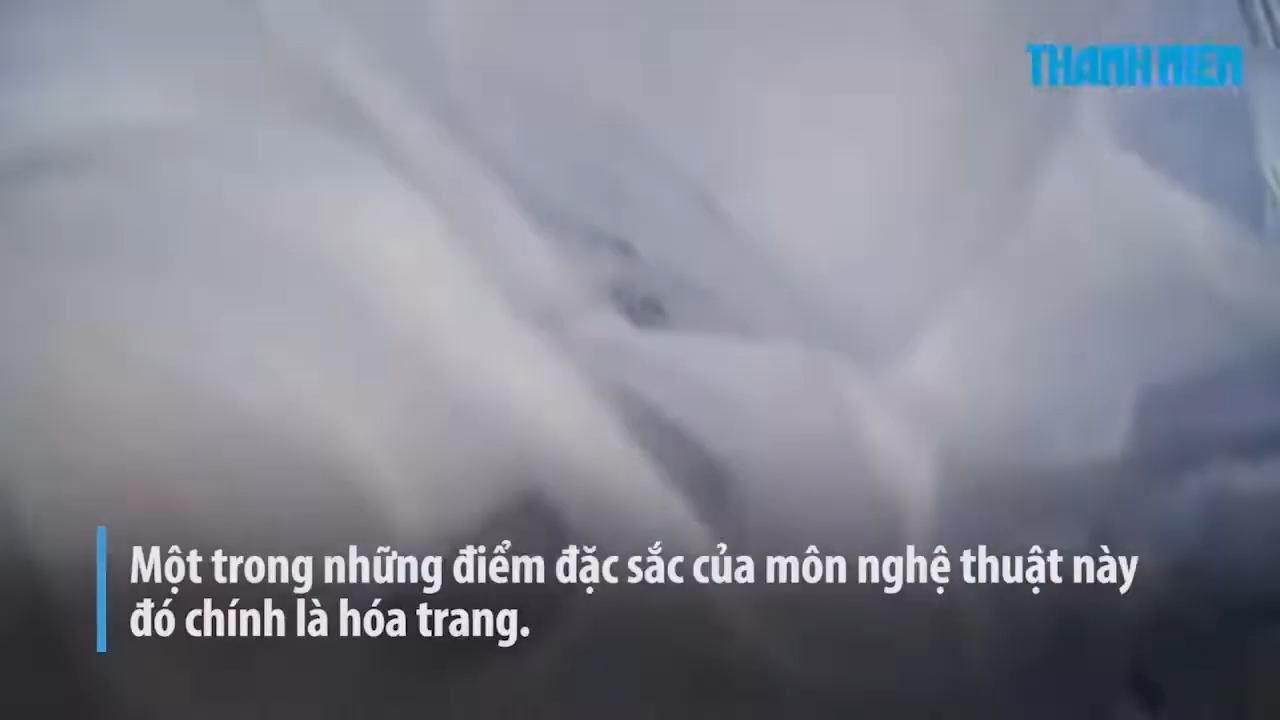 THANH NIEN
Một trong những điểm đặc sắc của môn nghệ thuật này
đó chính là hóa trang.